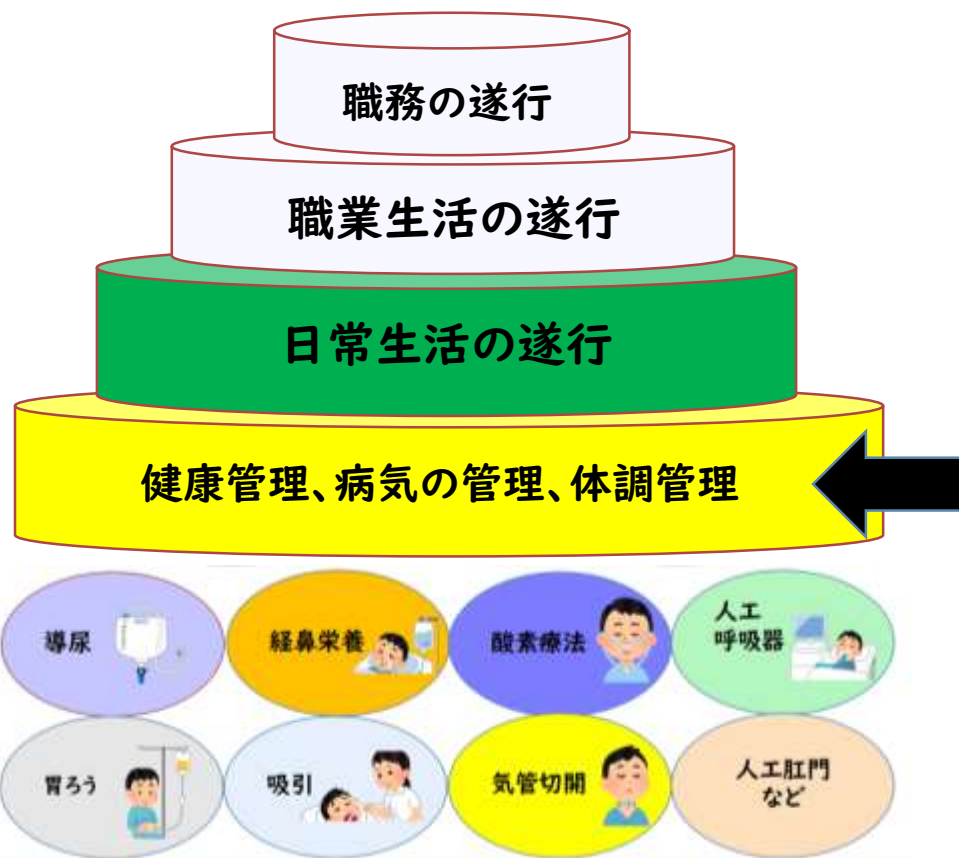 職務の遂行
職業生活の遂行
日常生活の遂行
健康管理、病気の管理、体調管理
導尿
経鼻栄養
酸素療法
人工
呼吸器
胃ろう
吸引
気管切開
人工肛門
など